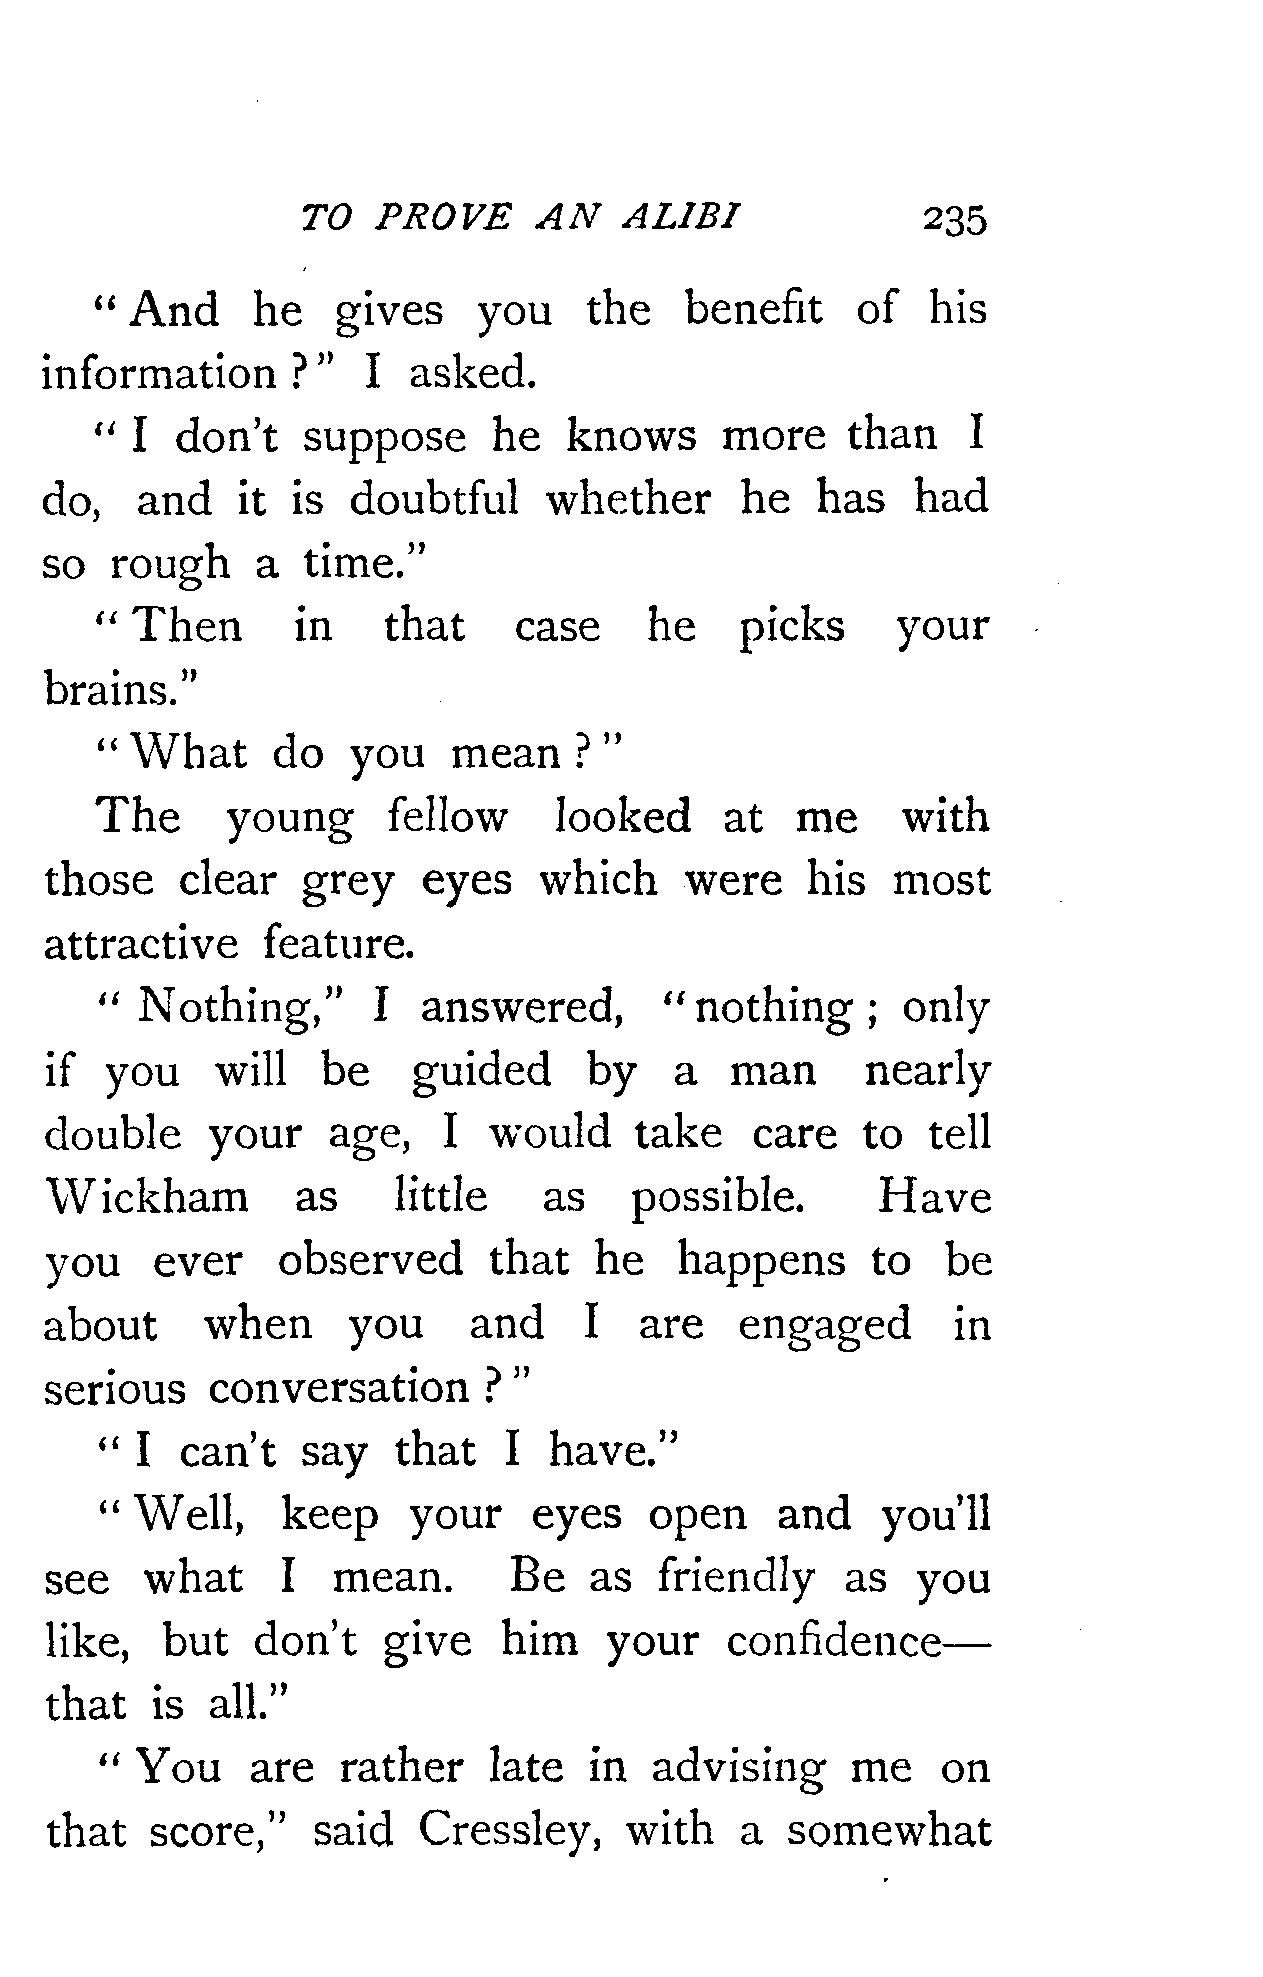 TO PROVE AN ALIBI 235
“ And he gives you the benefit of his
information ? ” I asked.
“ I don't suppose he knows more than I
do, and it is doubtful whether he has had
so rough a time.”
“ Then in that case he picks your
brains.”
“ What do you mean ? ”
The young fellow looked at me with
those clear grey eyes which were his most
attractive feature.
“ Nothing,” I answered, “ nothing ; only
if you will be guided by a man nearly
double your age, I would take care to tell
Wickham as little as possible. Have
you ever observed that he happens to be
about when you and I are engaged in
serious conversation ? ”
“ I can't say that I have.”
“ Well, keep your eyes open and you'll
see what I mean. Be as friendly as you
like, but don't give him your confidence—
that is all.”
“ You are rather late in advising me on
that score,” said Cressley, with a somewhat